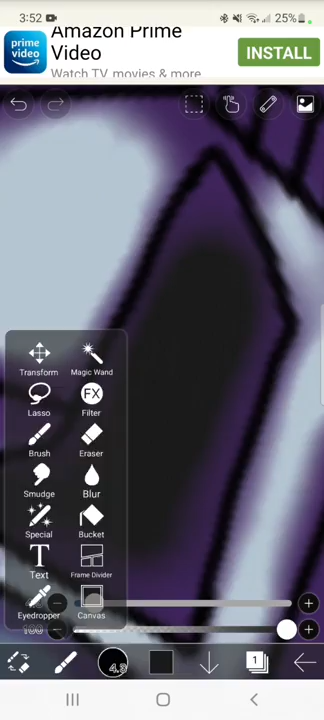 3:52
25%
prime
video
Amazon Prime
Video
Watch TV, movies & more
INSTALL
Transform
Magic Wand
Lasso
FX
Filter
Brush
Eraser
Smudge
Blur
Special
Bucket
T
Text
Frame Divider
Eyedropper
Canvas
100
4.3
1